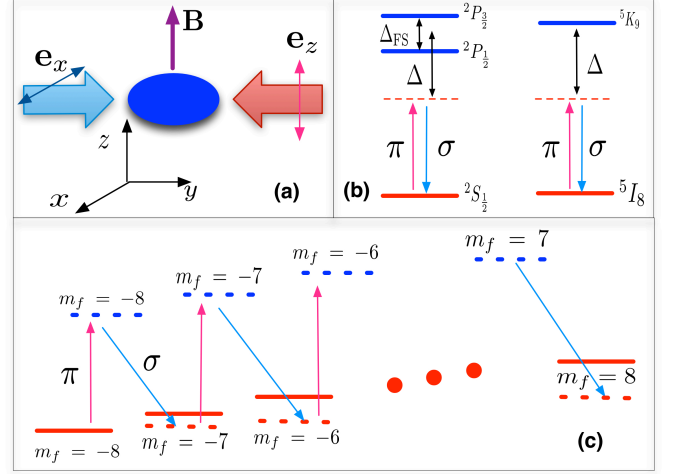 B
e_x
e_z
z
x
y
(a)
^2P_{3/2}
Δ_FS
^2P_{1/2}
Δ
π
σ
^2S_{1/2}
(b)
^5K_9
Δ
π
σ
^5I_8
m_f = −8
m_f = −7
m_f = −6
m_f = 7
π
σ
m_f = −8
m_f = −7
m_f = −6
m_f = 8
(c)